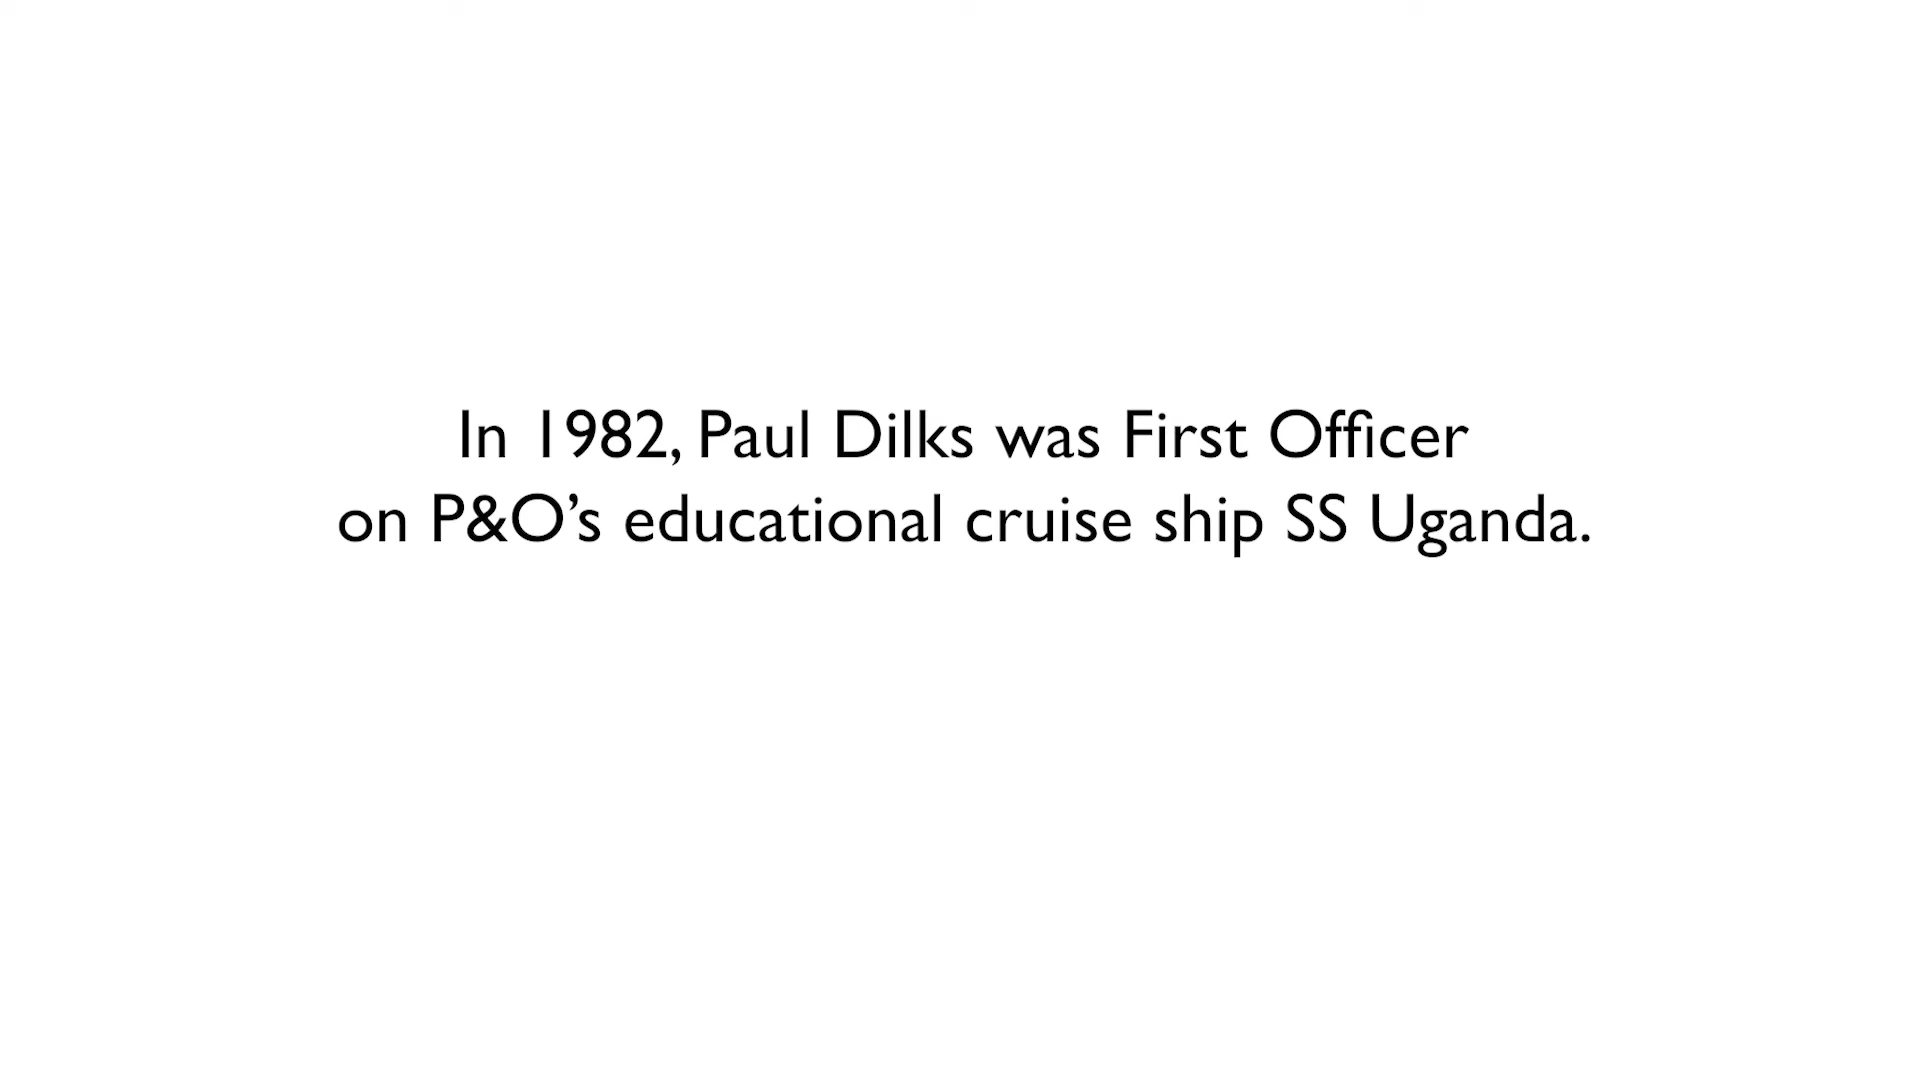 In 1982, Paul Dilks was First Officer
on P&O’s educational cruise ship SS Uganda.